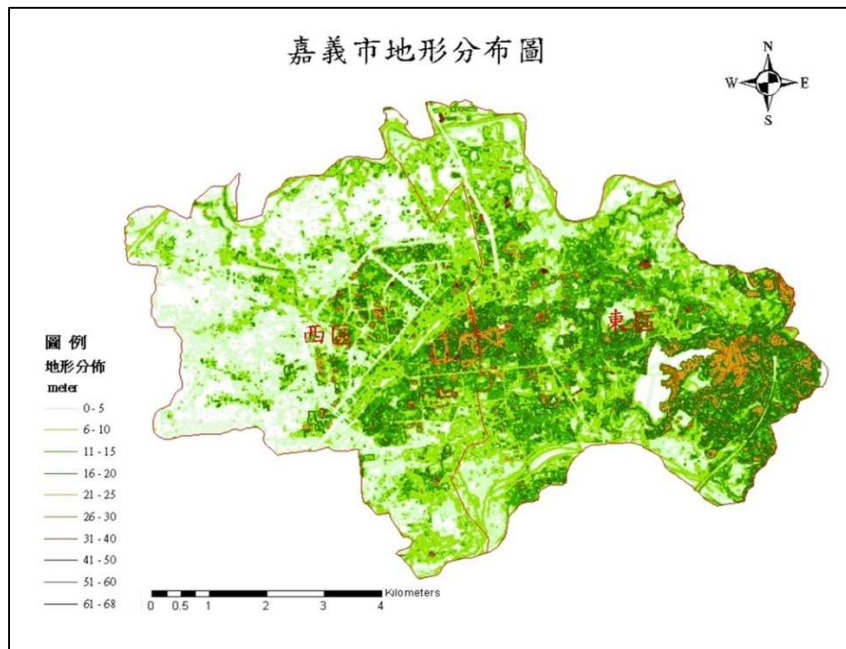 嘉義市地形分布圖
N
W E
S
西區
東區
圖 例
地形分佈
meter
0 - 5
6 - 10
11 - 15
16 - 20
21 - 25
26 - 30
31 - 40
41 - 50
51 - 60
61 - 68
Kilometers
0 0.5 1 2 3 4